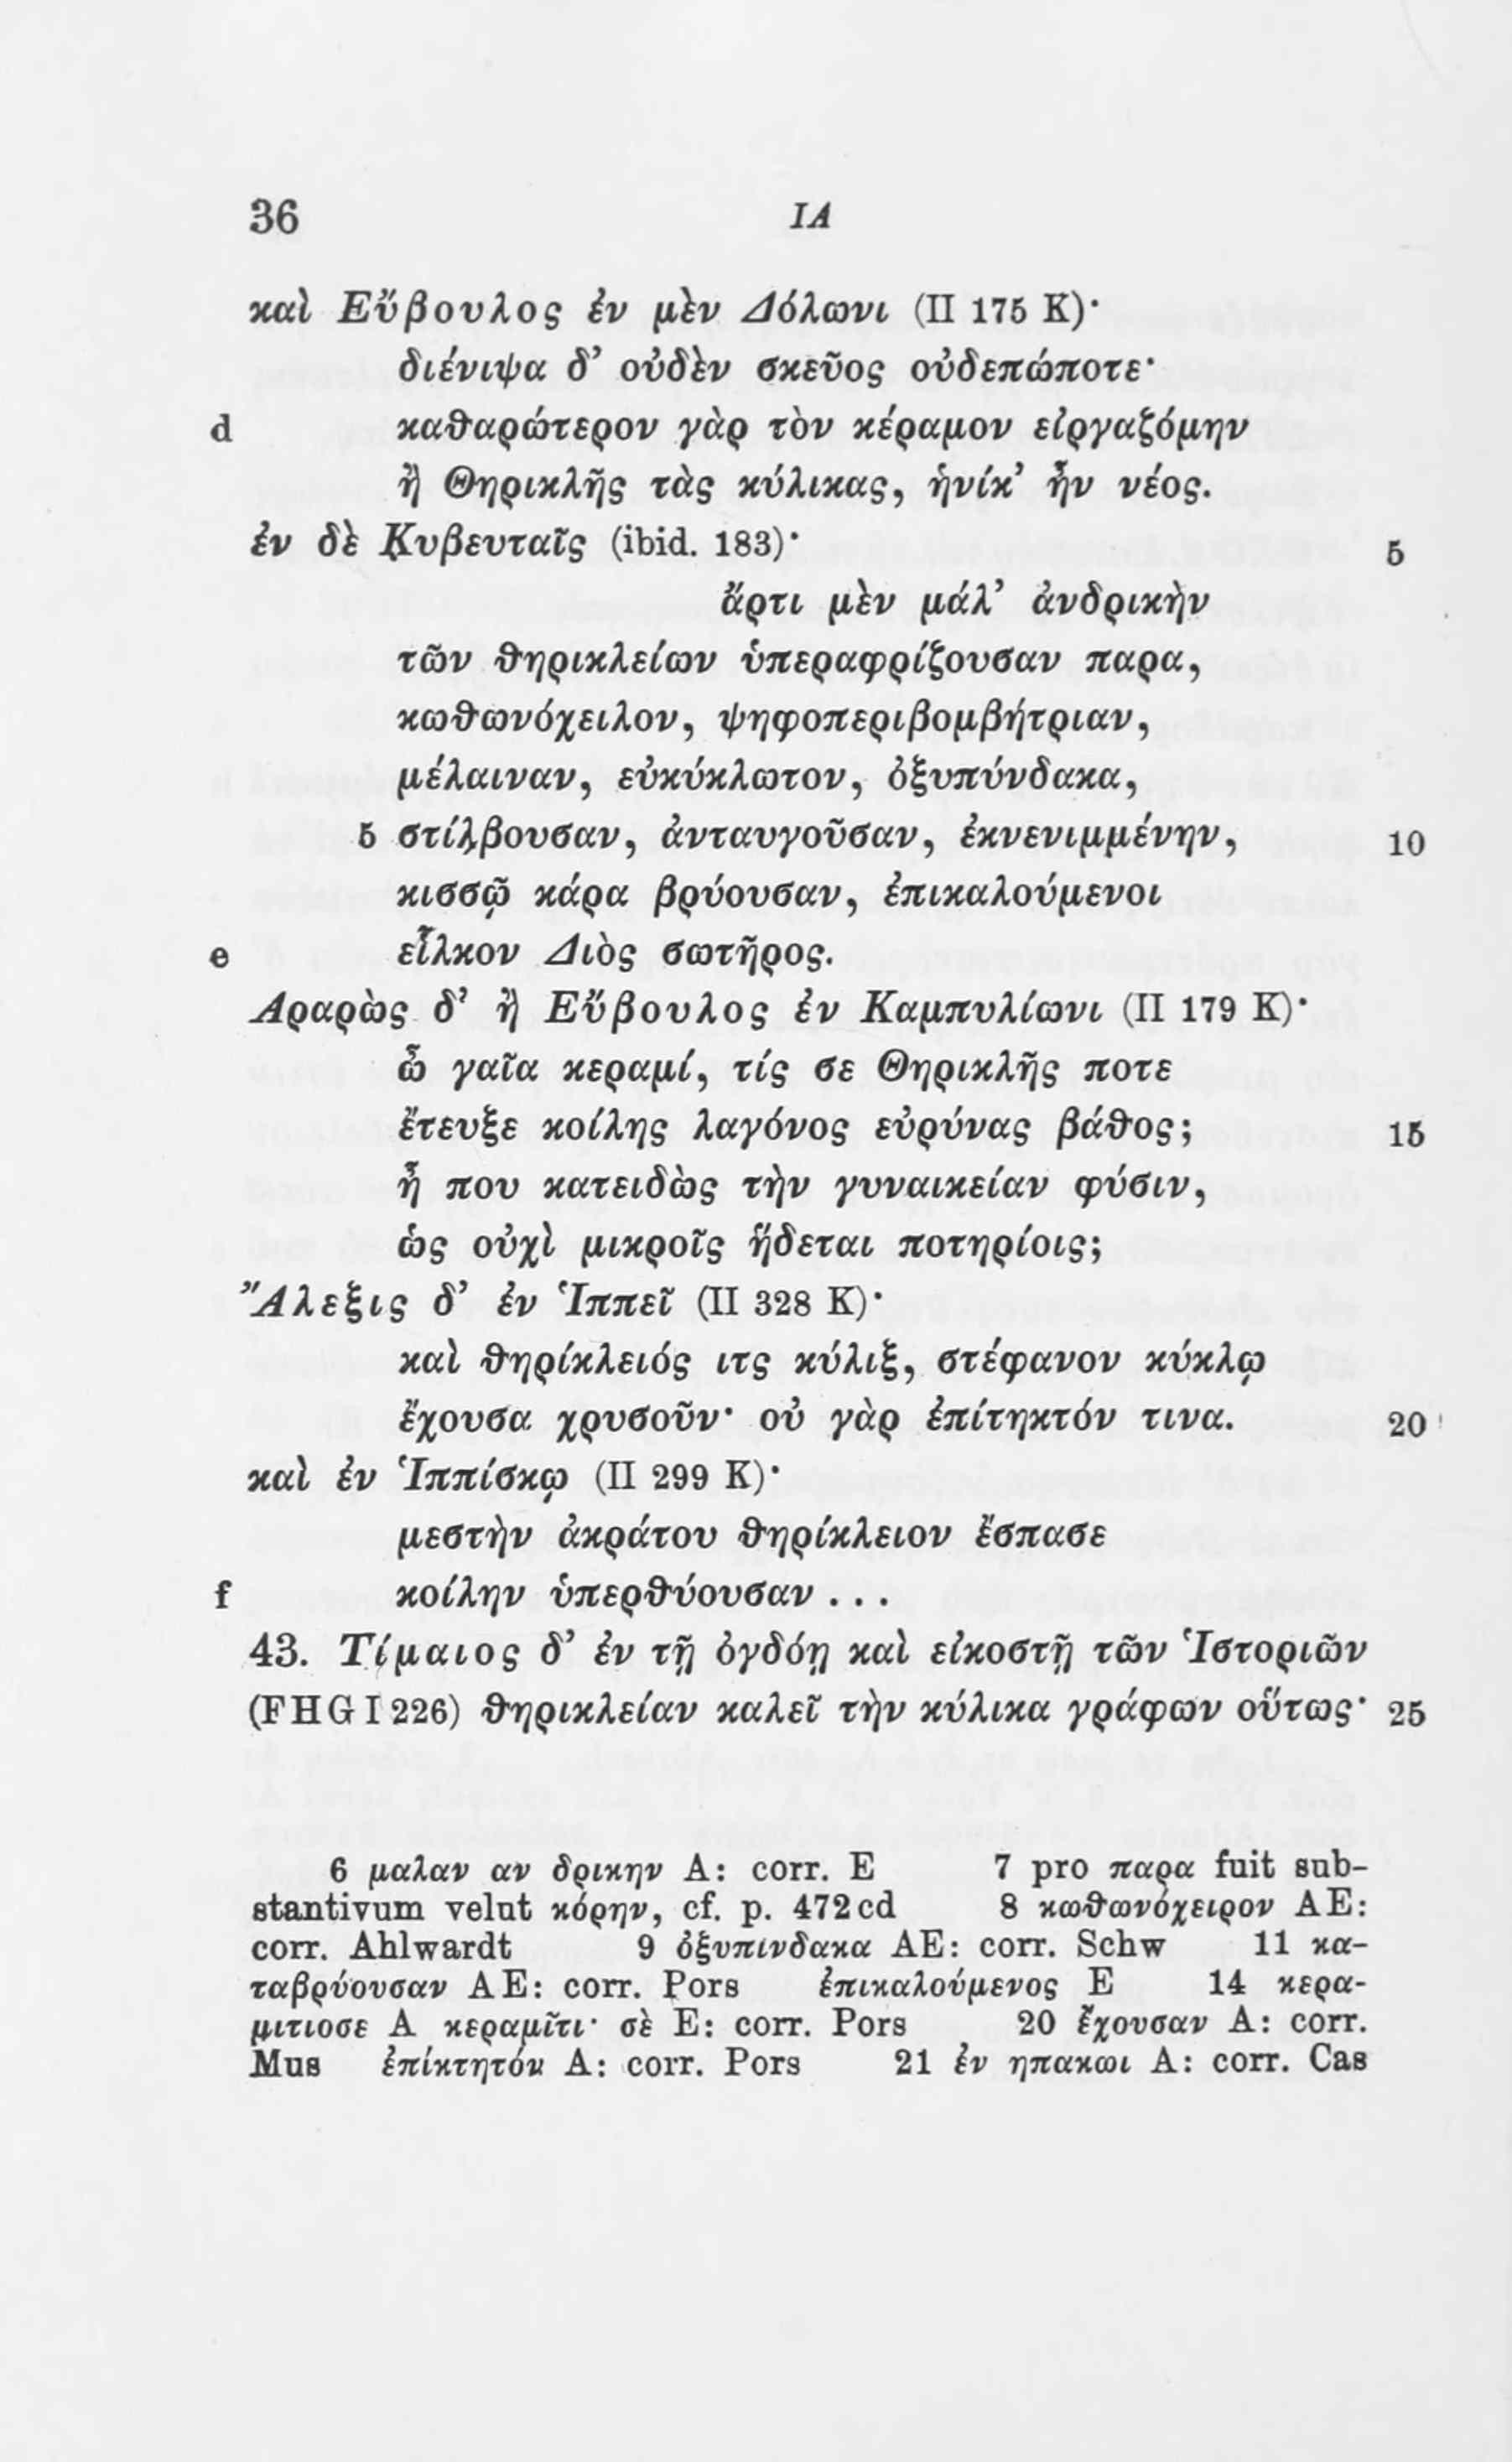 36 ΙΑ
καὶ Εὔβουλος ἐν μὲν Δόλωνι (II 175 K)·
διένιψα δ’ οὐδὲν σκεῦος οὐδεπώποτε·
d καθαρώτερον γὰρ τὸν κέραμον εἰργαζόμην
ἢ Θηρικλῆς τὰς κύλικας, ἡνίκ’ ἦν νέος.
ἐν δὲ Κυβευταῖς (ibid. 183)· 5
ἄρτι μὲν μάλ’ ἀνδρικὴν
τῶν θηρικλείων ὑπεραφρίζουσαν παρα,
κωθωνόχειλον, ψηφοπεριβομβήτριαν,
μέλαιναν, εὐκύκλωτον, ὀξυπύνδακα,
5 στίλβουσαν, ἀνταυγοῦσαν, ἐκνενιμμένην, 10
κισσῷ κάρα βρύουσαν, ἐπικαλούμενοι
e εἷλκον Διὸς σωτῆρος.
Αραρὼς δ’ ἢ Εὔβουλος ἐν Καμπυλίωνι (II 179 K)·
ὦ γαῖα κεραμί, τίς σε Θηρικλῆς ποτε
ἔτευξε κοίλης λαγόνος εὐρύνας βάθος; 15
ἦ που κατειδὼς τὴν γυναικείαν φύσιν,
ὡς οὐχὶ μικροῖς ἥδεται ποτηρίοις;
Ἄλεξις δ’ ἐν Ἱππεῖ (II 328 K)·
καὶ θηρίκλειός ιτς κύλιξ, στέφανον κύκλῳ
ἔχουσα χρυσοῦν· οὐ γὰρ ἐπίτηκτόν τινα. 20
καὶ ἐν Ἱππίσκῳ (II 299 K)·
μεστὴν ἀκράτου θηρίκλειον ἔσπασε
f κοίλην ὑπερθύουσαν . . .
43. Τίμαιος δ’ ἐν τῇ ὀγδόῃ καὶ εἰκοστῇ τῶν Ἱστοριῶν
(FHG I 226) θηρικλείαν καλεῖ τὴν κύλικα γράφων οὕτως· 25
6 μαλαν αν δρικην A: corr. E 7 pro παρα fuit sub-
stantivum velut κόρην, cf. p. 472 cd 8 κωθωνόχειρον AE:
corr. Ahlwardt 9 ὀξυπινδακα AE: corr. Schw 11 κα-
ταβρύουσαν AE: corr. Pors ἐπικαλούμενος E 14 κερα-
μιτιοσε A κεραμῖτι· σὲ E: corr. Pors 20 ἔχουσαν A: corr.
Mus ἐπίκτητόν A: corr. Pors 21 ἐν ηπακωι A: corr. Cas